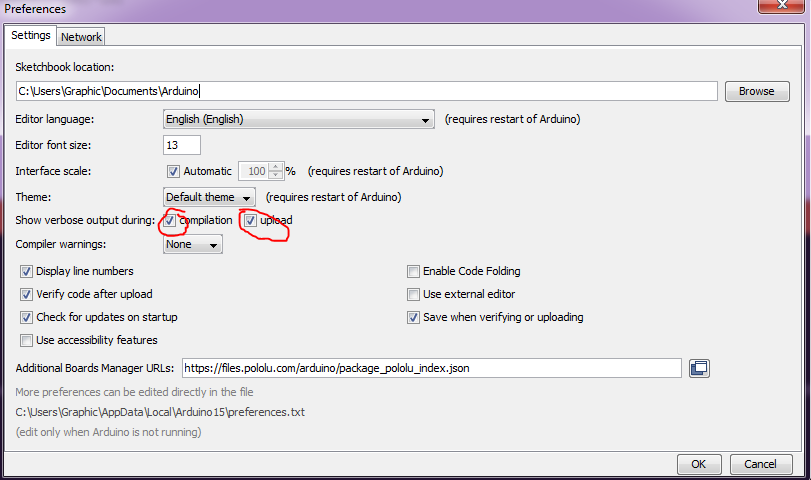 Preferences
Settings Network
Sketchbook location:
C:\Users\Graphic\Documents\Arduino Browse
Editor language: English (English) (requires restart of Arduino)
Editor font size: 13
Interface scale: Automatic 100 % (requires restart of Arduino)
Theme: Default theme (requires restart of Arduino)
Show verbose output during: compilation upload
Compiler warnings: None
Display line numbers Enable Code Folding
Verify code after upload Use external editor
Check for updates on startup Save when verifying or uploading
Use accessibility features
Additional Boards Manager URLs: https://files.pololu.com/arduino/package_pololu_index.json
More preferences can be edited directly in the file
C:\Users\Graphic\AppData\Local\Arduino15\preferences.txt
(edit only when Arduino is not running)
OK Cancel